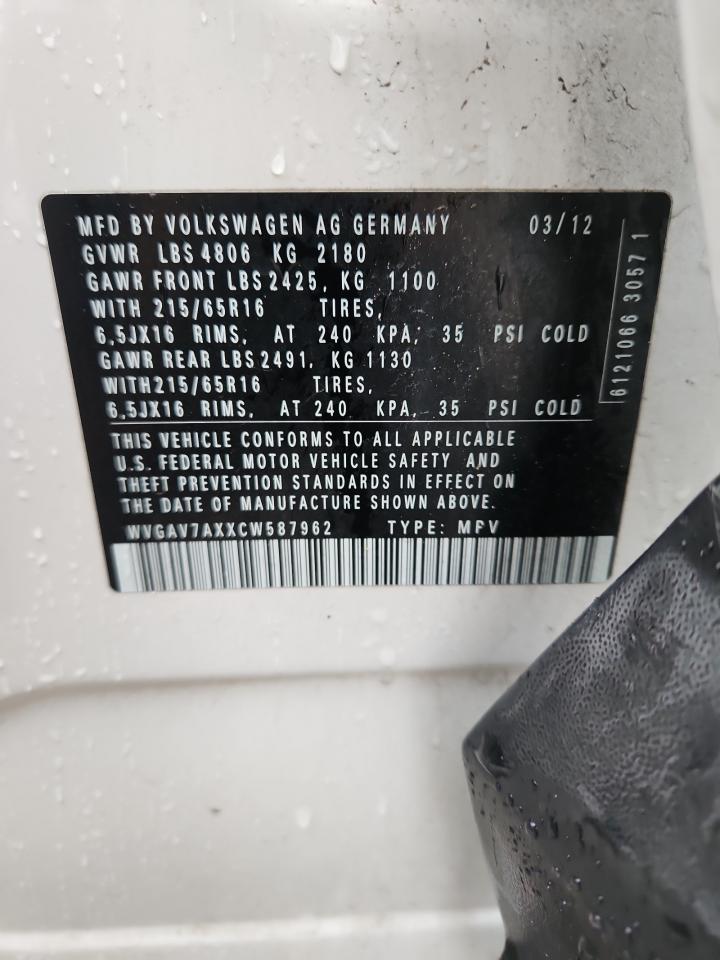 MFD BY VOLKSWAGEN AG GERMANY 03/12
GVWR LBS 4806 KG 2180
GAWR FRONT LBS 2425, KG 1100
WITH 215/65R16 TIRES,
6,5JX16 RIMS, AT 240 KPA, 35 PSI COLD
GAWR REAR LBS 2491, KG 1130
WITH 215/65R16 TIRES,
6,5JX16 RIMS, AT 240 KPA, 35 PSI COLD
THIS VEHICLE CONFORMS TO ALL APPLICABLE
U.S. FEDERAL MOTOR VEHICLE SAFETY AND
THEFT PREVENTION STANDARDS IN EFFECT ON
THE DATE OF MANUFACTURE SHOWN ABOVE.
WVGAV7AXXCW587962 TYPE: MPV
6121066 3057 1